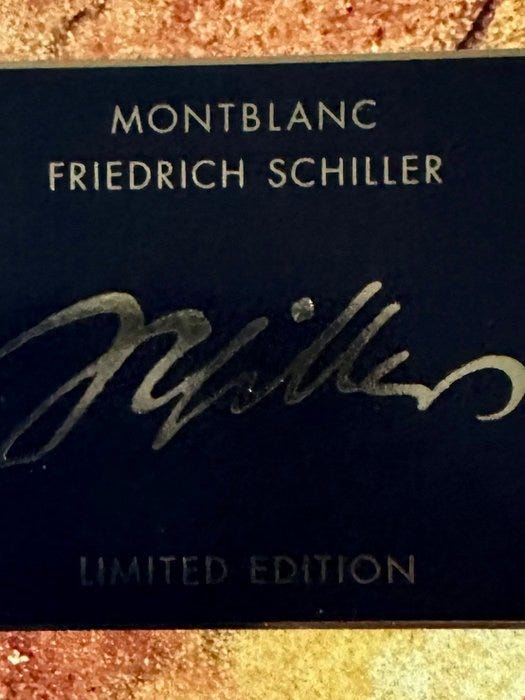 MONTBLANC
FRIEDRICH SCHILLER
Schiller
LIMITED EDITION